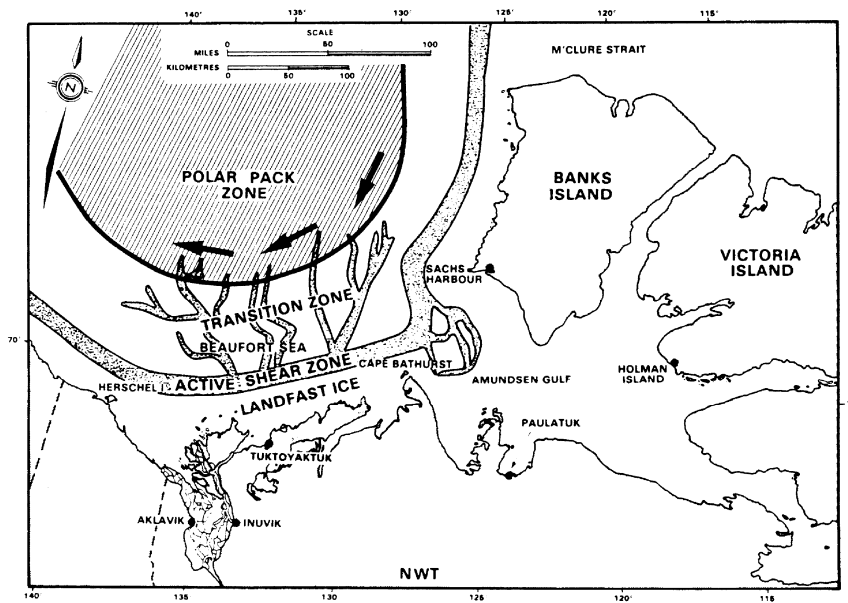 140°
135°
130°
125°
120°
115°
SCALE
MILES 0 50 100
KILOMETRES 0 50 100
N
M'CLURE STRAIT
POLAR PACK
ZONE
BANKS
ISLAND
VICTORIA
ISLAND
SACHS
HARBOUR
TRANSITION ZONE
BEAUFORT SEA
70°
ACTIVE SHEAR ZONE
CAPE BATHURST
HERSCHEL I.
LANDFAST ICE
AMUNDSEN GULF
HOLMAN
ISLAND
PAULATUK
TUKTOYAKTUK
AKLAVIK
INUVIK
NWT
140
135
130
125
120°
115